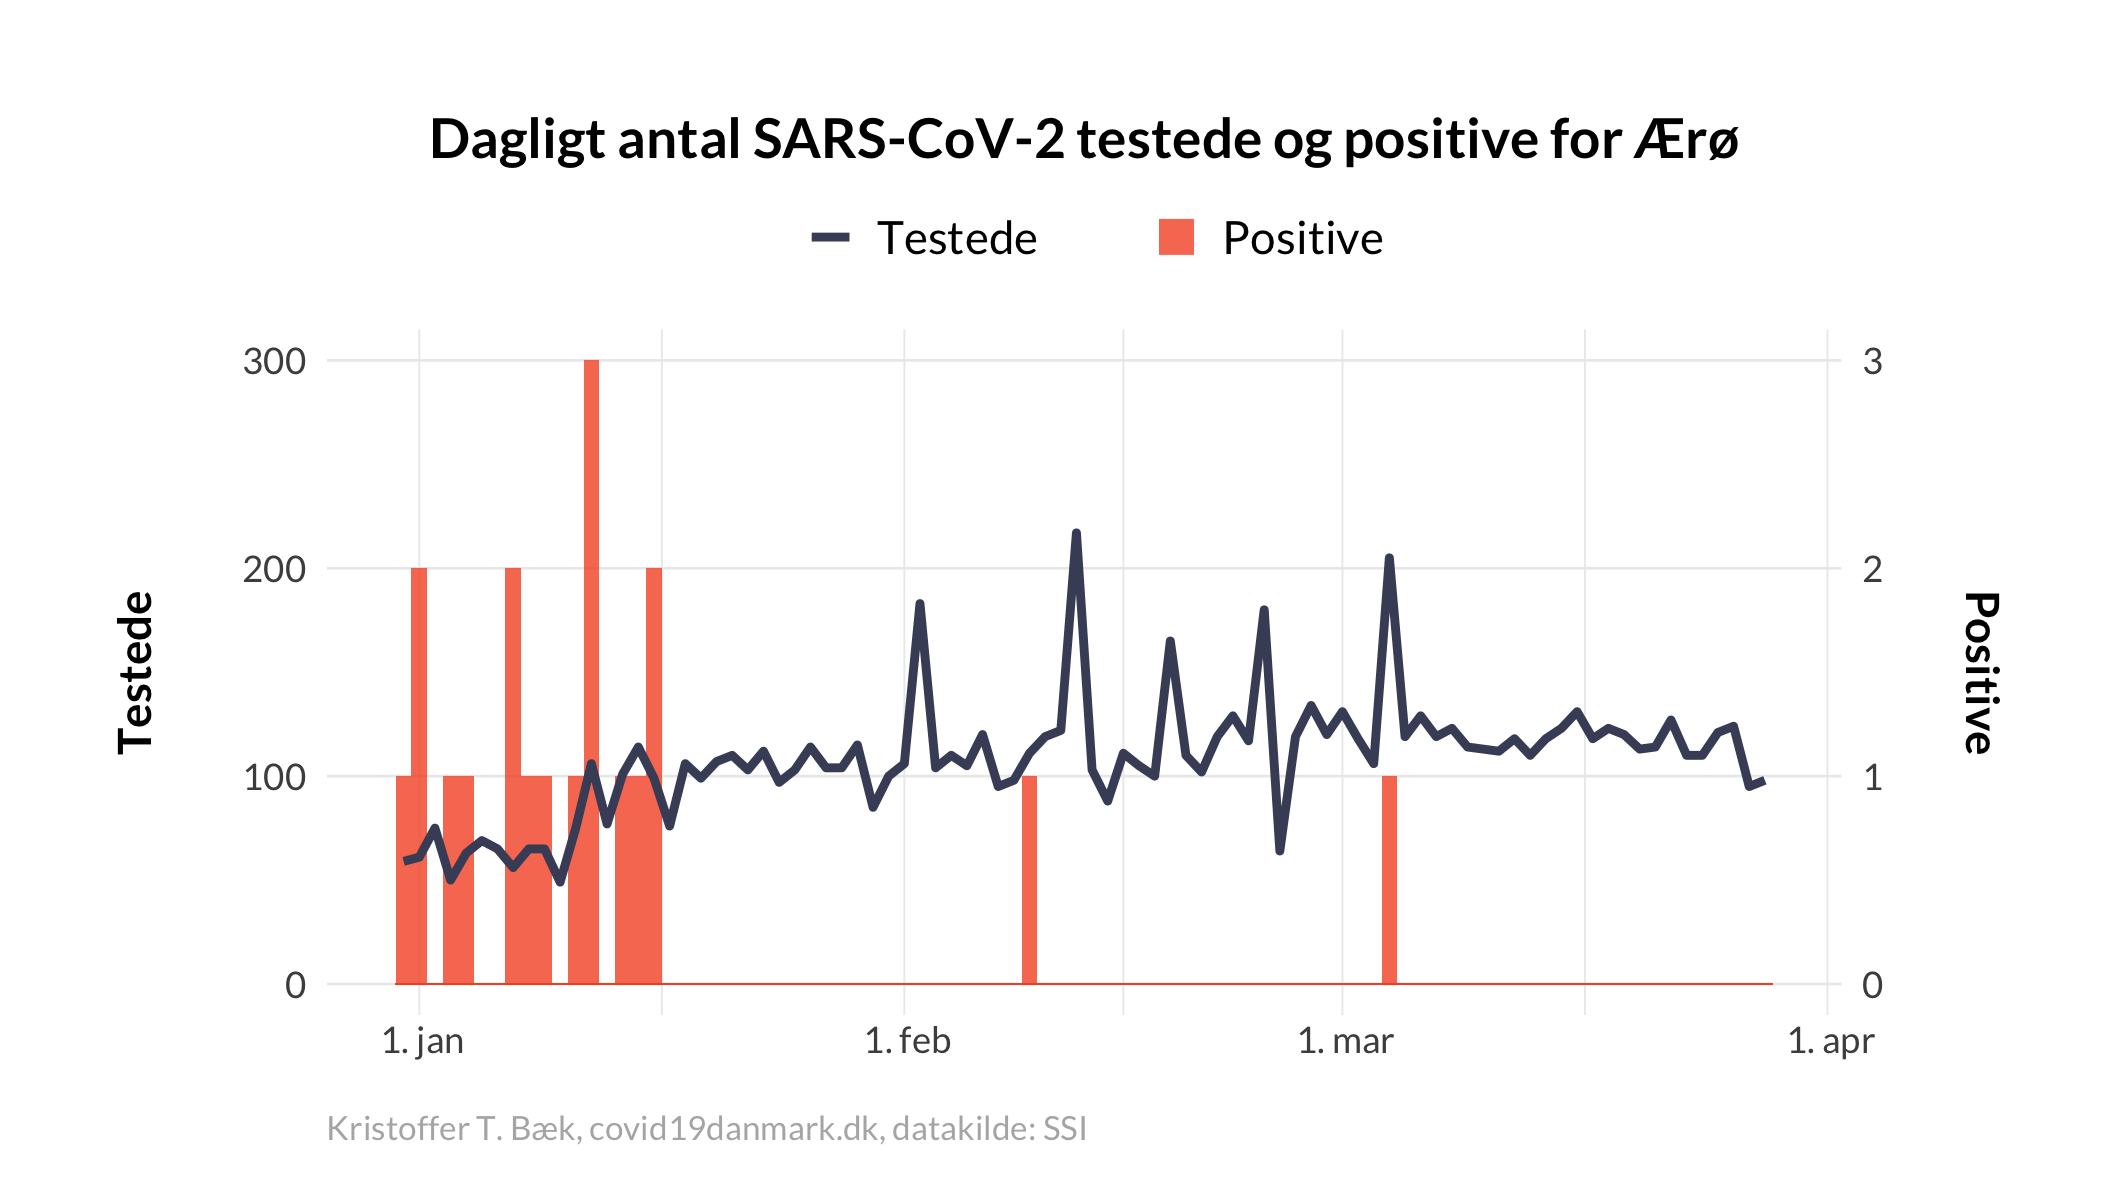 Dagligt antal SARS-CoV-2 testede og positive for Ærø
Testede Positive
300 3
200 2
100 1
0 0
Testede
Positive
1. jan 1. feb 1. mar 1. apr
Kristoffer T. Bæk, covid19danmark.dk, datakilde: SSI